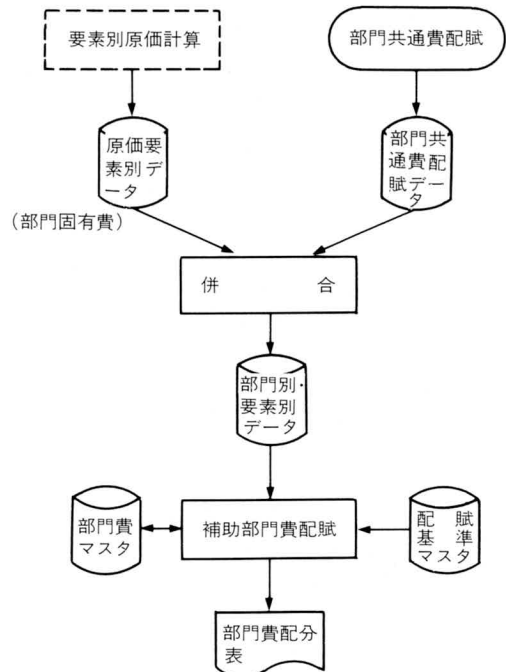 要素別原価計算
部門共通費配賦
原価要
素別デ
ータ
部門共
通費配
賦デー
タ
（部門固有費）
併合
部門別・
要素別
データ
部門費
マスタ
補助部門費配賦
配賦
基準
マスタ
部門費配分
表